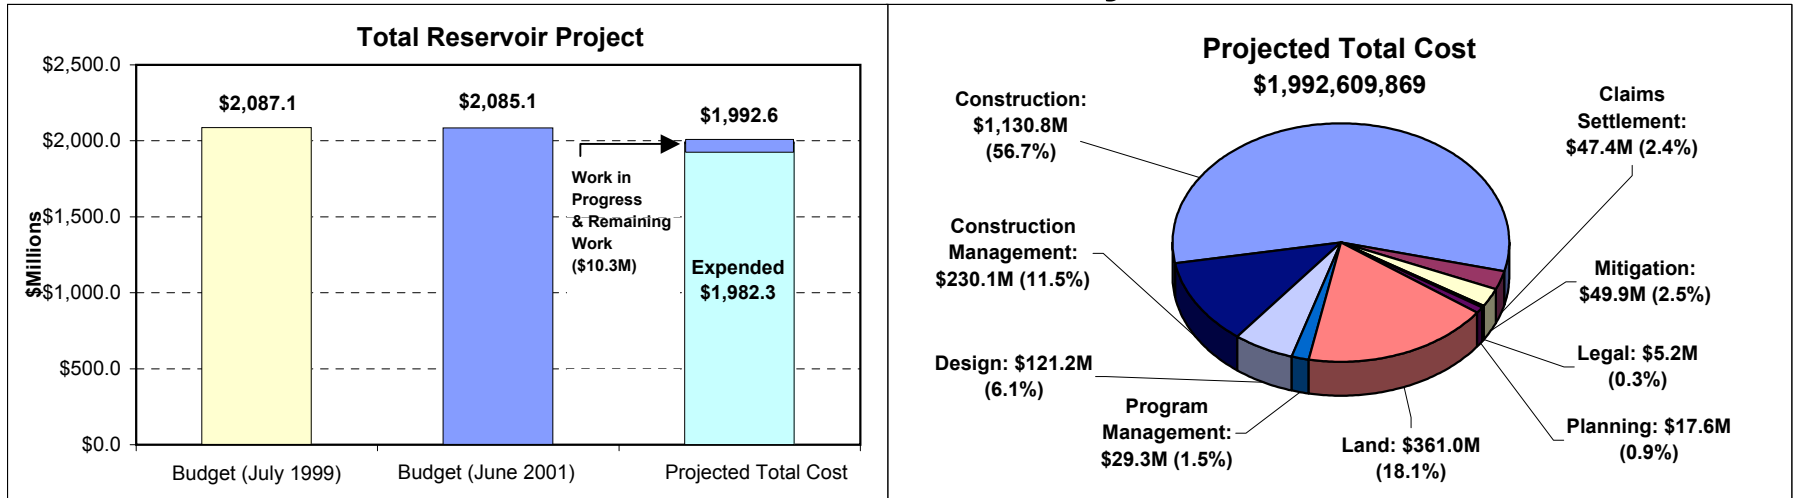 Total Reservoir Project
$2,500.0
$2,000.0
$1,500.0
$1,000.0
$500.0
$0.0
$Millions
$2,087.1
$2,085.1
$1,992.6
Work in
Progress
& Remaining
Work
($10.3M)
Expended
$1,982.3
Budget (July 1999)
Budget (June 2001)
Projected Total Cost
Projected Total Cost
$1,992,609,869
Construction:
$1,130.8M
(56.7%)
Claims
Settlement:
$47.4M (2.4%)
Construction
Management:
$230.1M (11.5%)
Mitigation:
$49.9M (2.5%)
Design: $121.2M
(6.1%)
Legal: $5.2M
(0.3%)
Program
Management:
$29.3M (1.5%)
Land: $361.0M
(18.1%)
Planning: $17.6M
(0.9%)